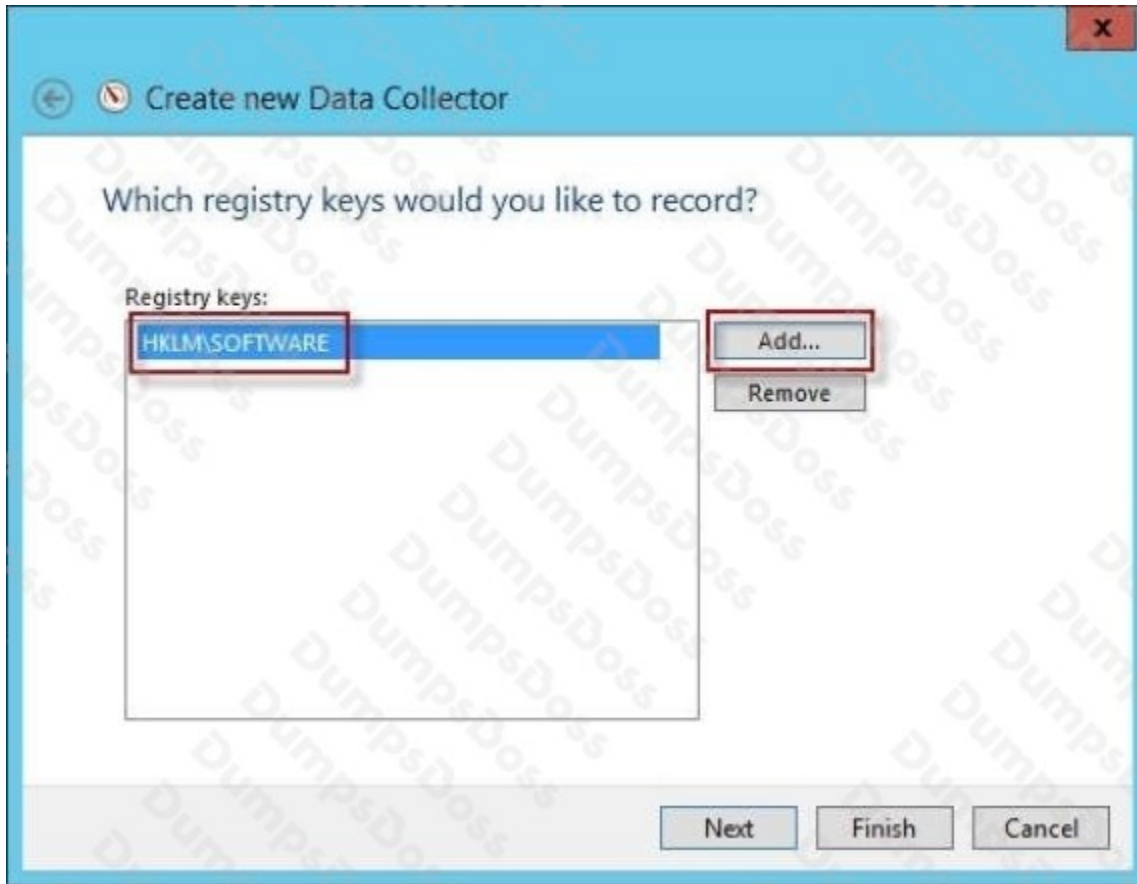 x
Create new Data Collector
Which registry keys would you like to record?
Registry keys:
HKLM\SOFTWARE
Add...
Remove
Next Finish Cancel
DumpsDoss